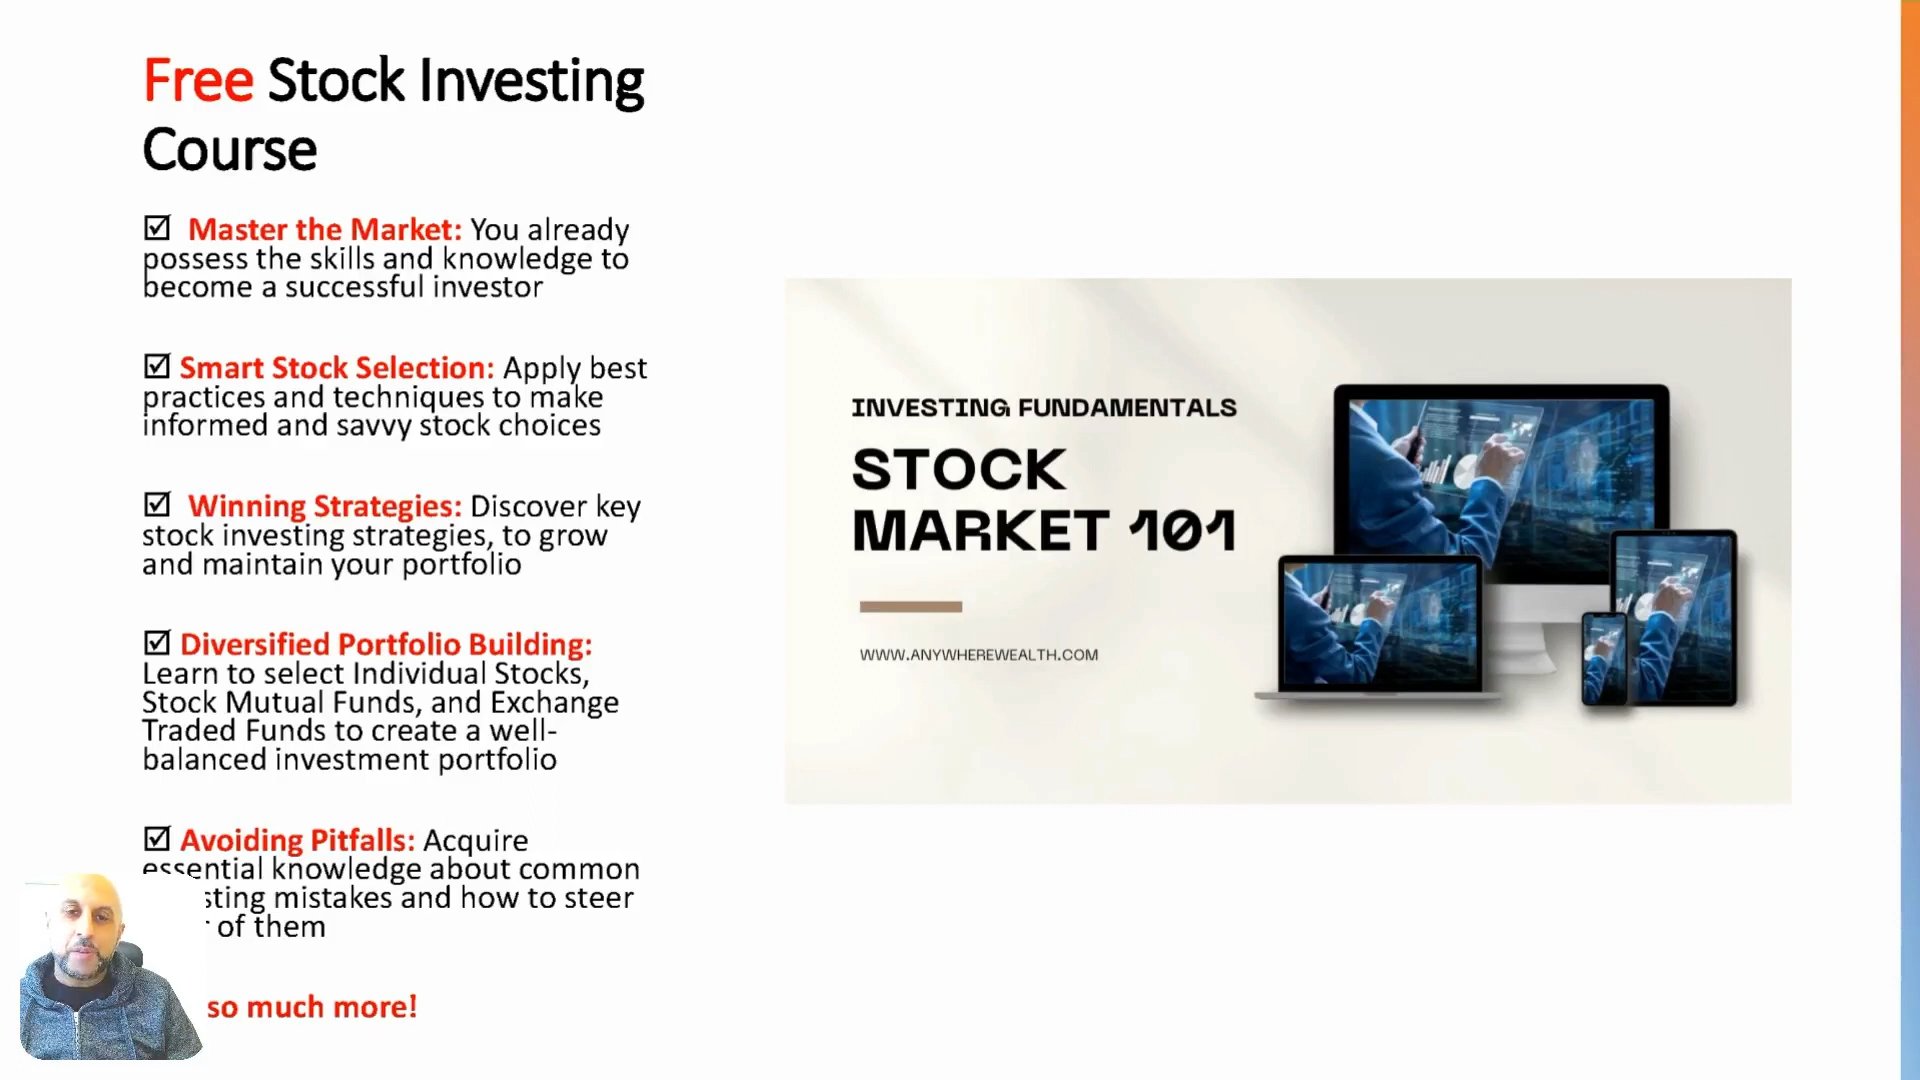 Free Stock Investing
Course
☑ Master the Market: You already
possess the skills and knowledge to
become a successful investor
☑ Smart Stock Selection: Apply best
practices and techniques to make
informed and savvy stock choices
☑ Winning Strategies: Discover key
stock investing strategies, to grow
and maintain your portfolio
☑ Diversified Portfolio Building:
Learn to select Individual Stocks,
Stock Mutual Funds, and Exchange
Traded Funds to create a well-
balanced investment portfolio
☑ Avoiding Pitfalls: Acquire
essential knowledge about common
mistakes and how to steer
of them
so much more!
INVESTING FUNDAMENTALS
STOCK
MARKET 101
WWW.ANYWHEREWEALTH.COM